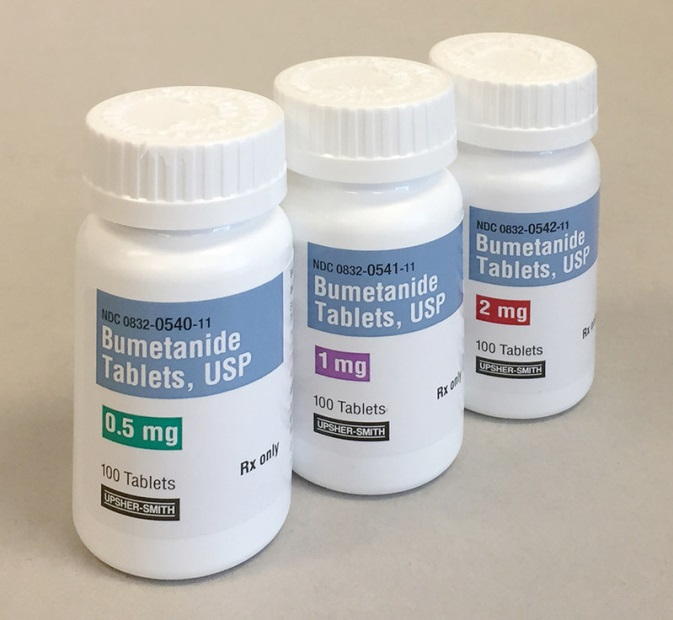 NDC 0832-0540-11
Bumetanide
Tablets, USP
0.5 mg
100 Tablets
Rx only
UPSHER-SMITH
NDC 0832-0541-11
Bumetanide
Tablets, USP
1 mg
100 Tablets
Rx only
UPSHER-SMITH
NDC 0832-0542-11
Bumetanide
Tablets, USP
2 mg
100 Tablets
Rx
UPSHER-SMITH